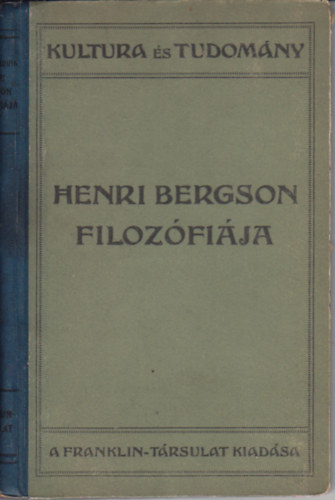 KULTURA ÉS TUDOMÁNY
HENRI BERGSON
FILOZÓFIÁJA
A FRANKLIN-TÁRSULAT KIADÁSA